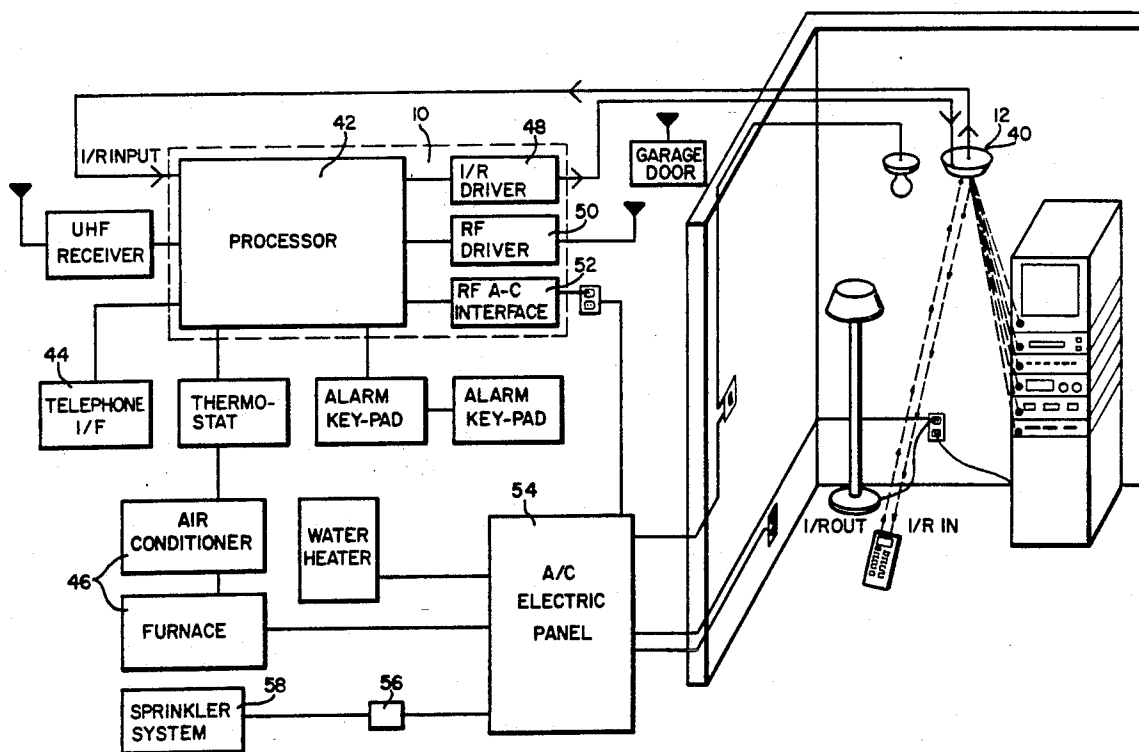 42
10
48
12
40
I/R INPUT
I/R
DRIVER
GARAGE
DOOR
50
UHF
RECEIVER
PROCESSOR
RF
DRIVER
52
RF A-C
INTERFACE
44
TELEPHONE
I/F
THERMO-
STAT
ALARM
KEY-PAD
ALARM
KEY-PAD
54
AIR
CONDITIONER
WATER
HEATER
I/R OUT
I/R IN
46
A/C
ELECTRIC
PANEL
FURNACE
58
56
SPRINKLER
SYSTEM